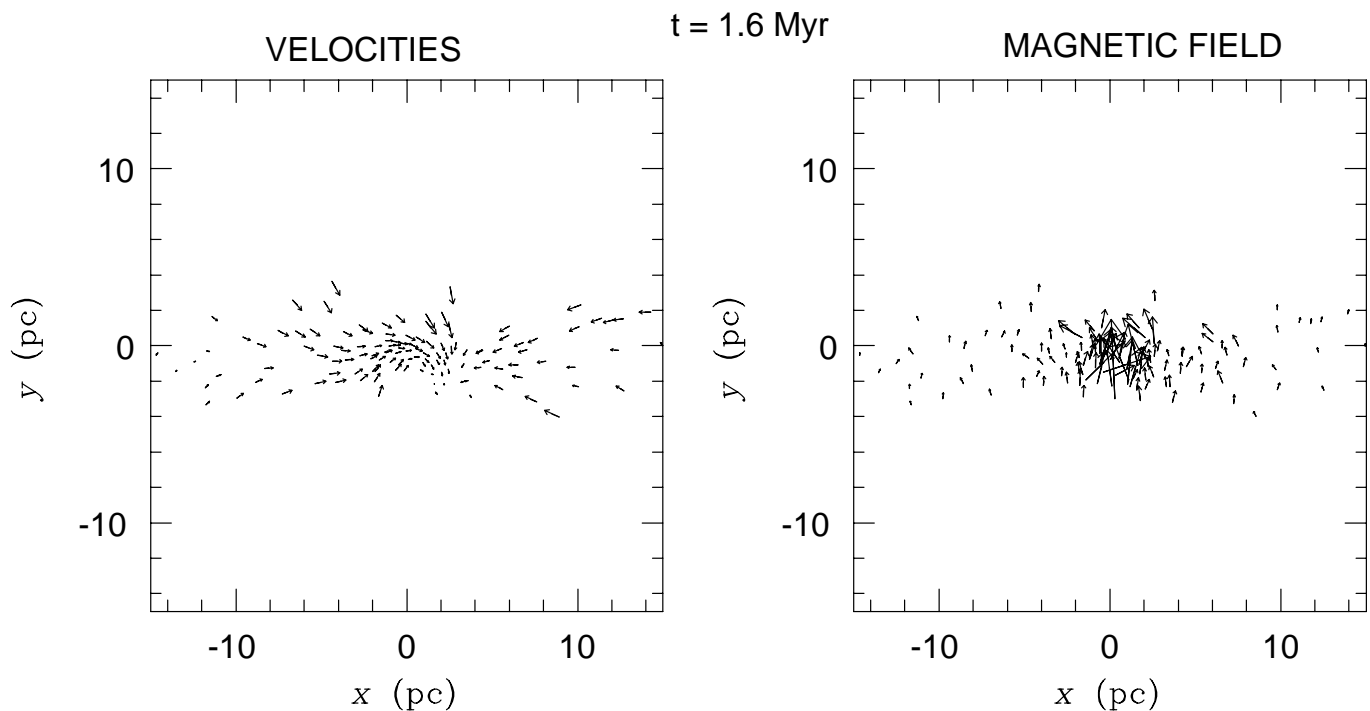 t = 1.6 Myr
VELOCITIES
MAGNETIC FIELD
10
0
-10
y (pc)
-10 0 10
x (pc)
10
0
-10
y (pc)
-10 0 10
x (pc)